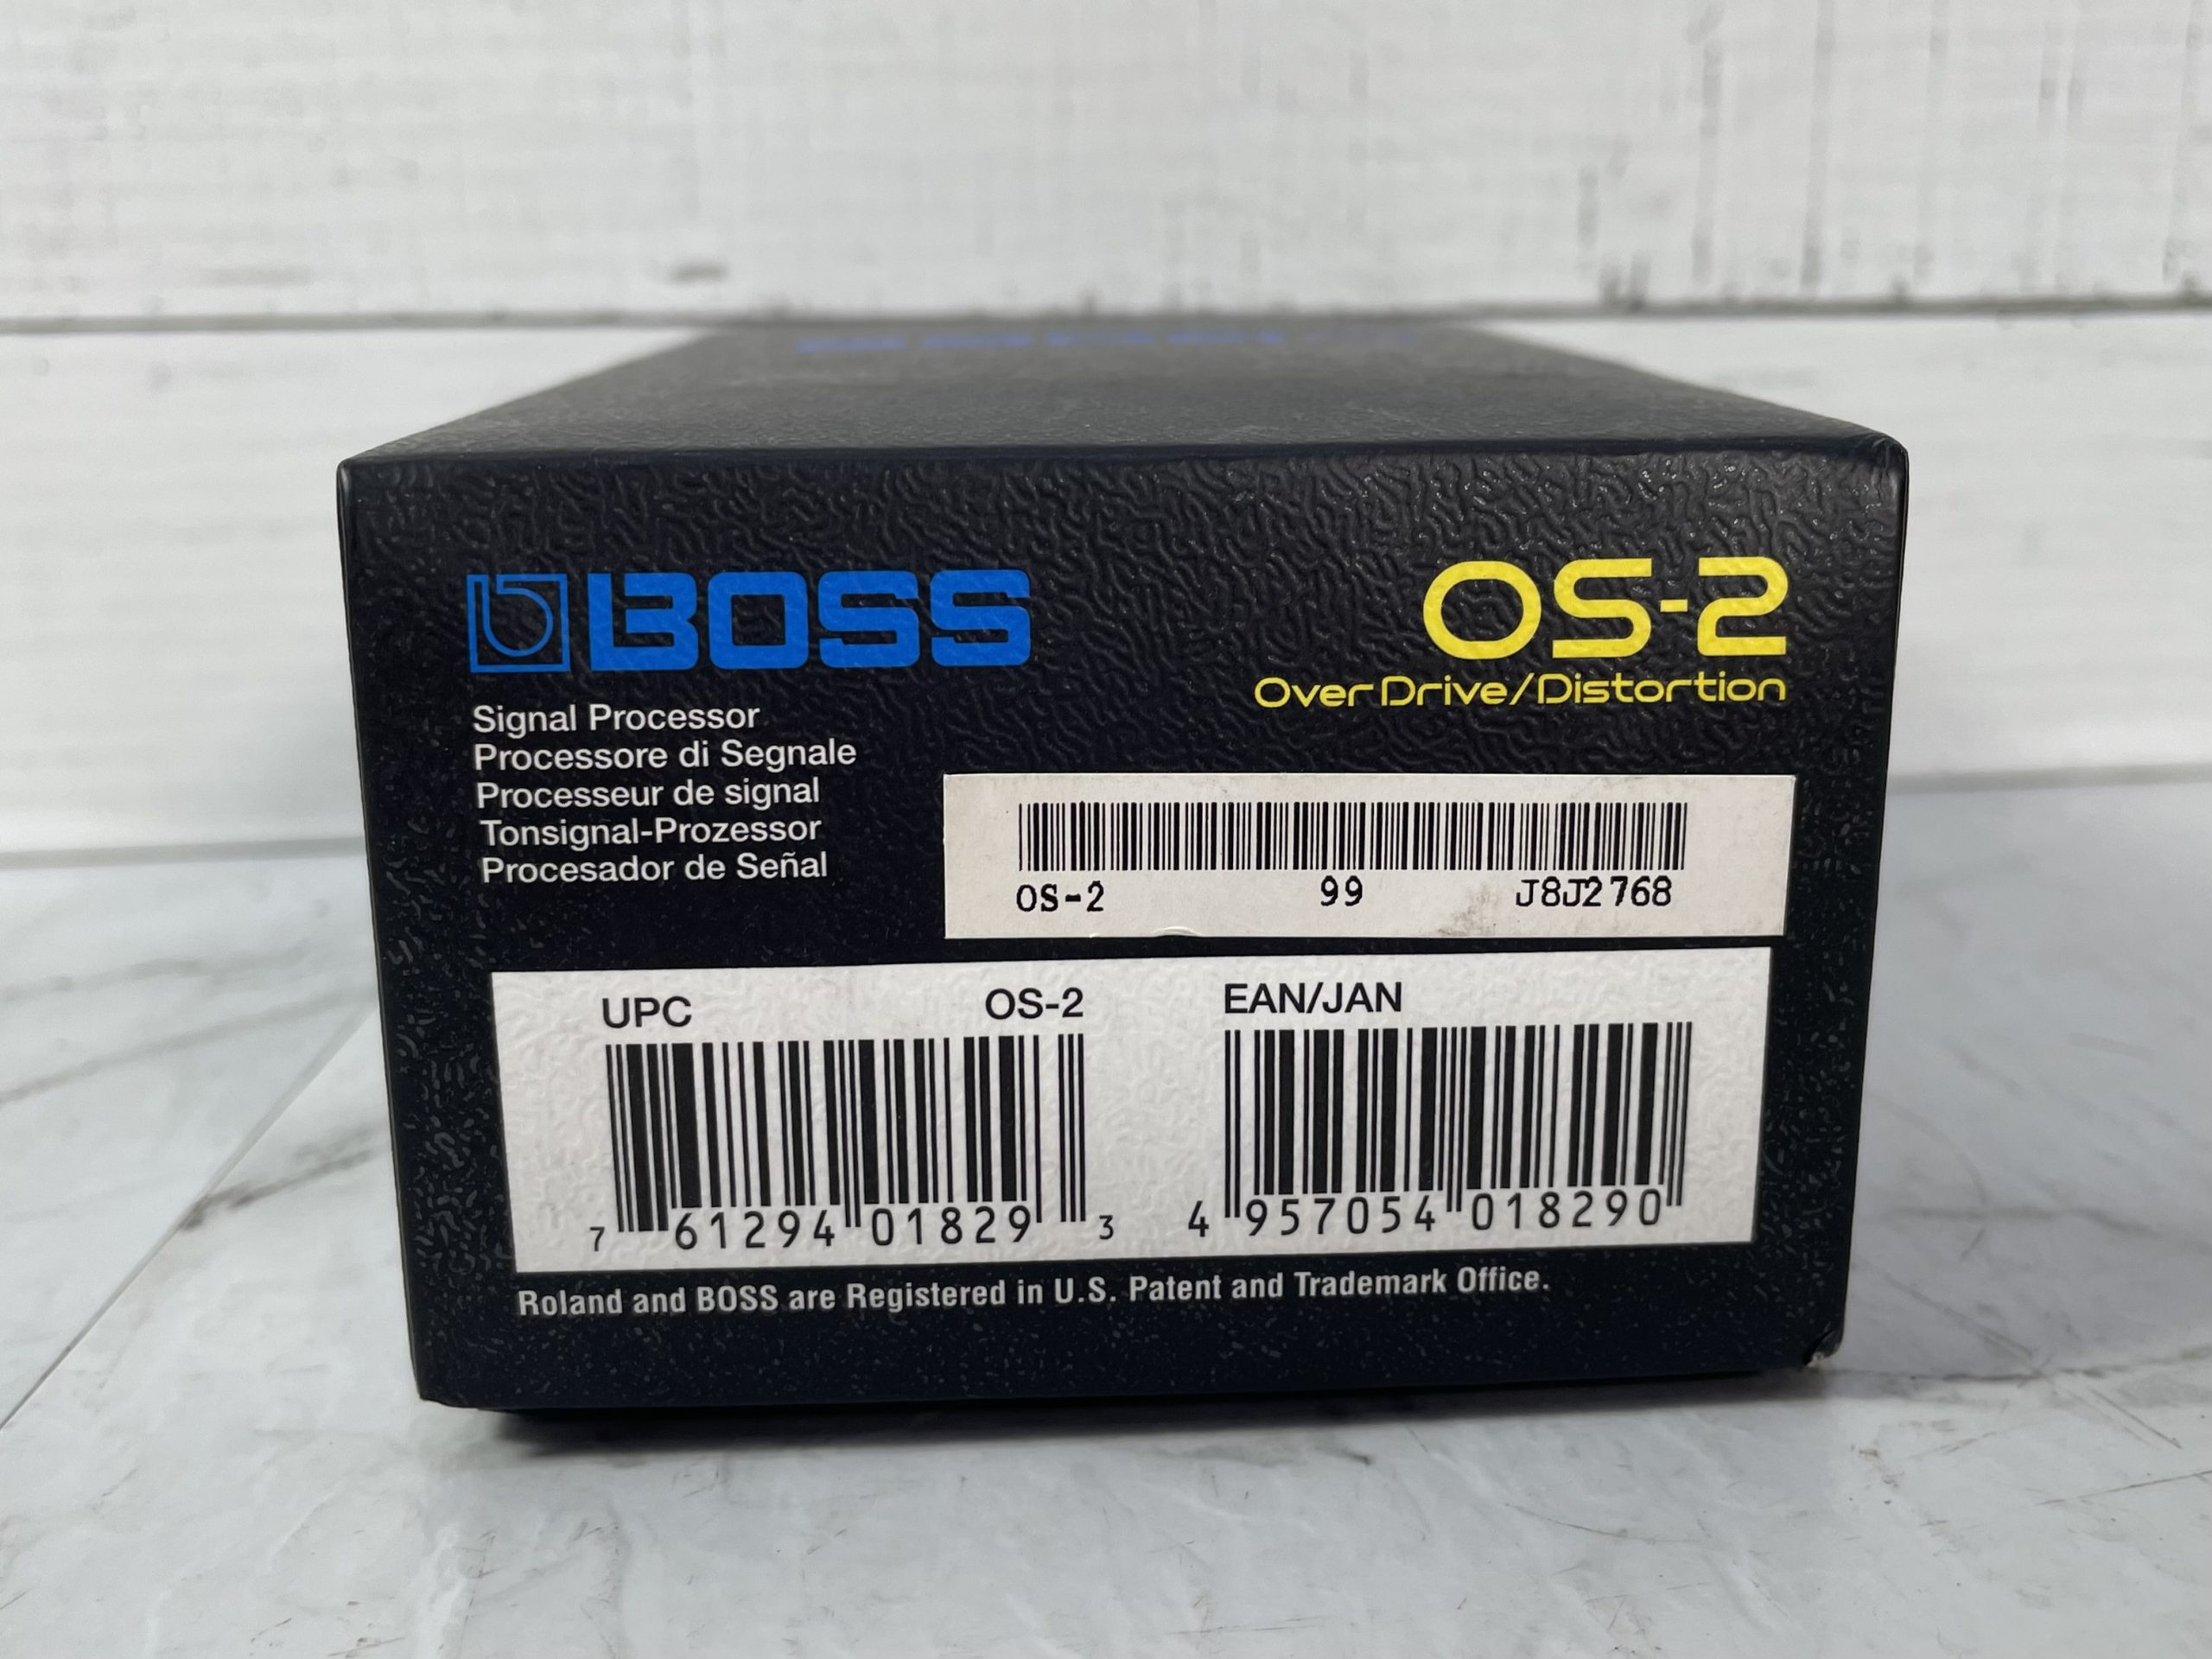 BOSS
OS-2
OverDrive/Distortion
Signal Processor
Processore di Segnale
Processeur de signal
Tonsignal-Prozessor
Procesador de Señal
OS-2 99 J8J2768
UPC OS-2 EAN/JAN
7 61294 01829 3 4 957054 018290
Roland and BOSS are Registered in U.S. Patent and Trademark Office.